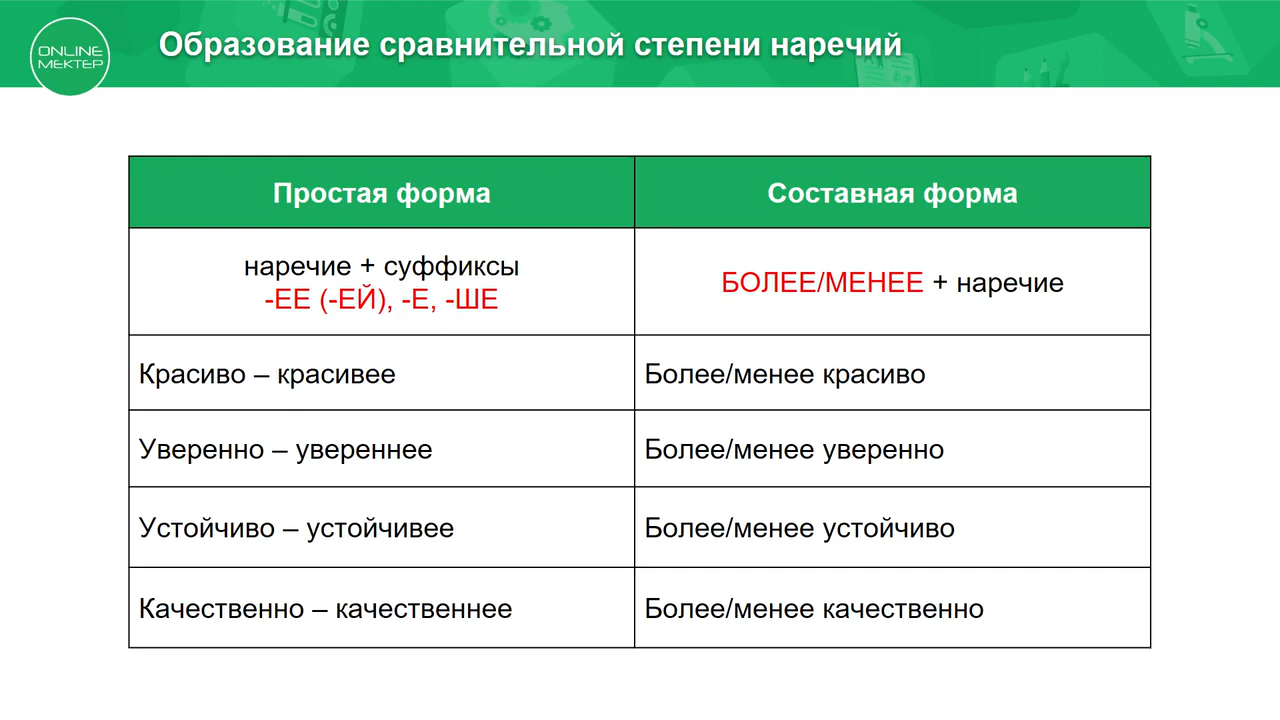 ONLINE
МЕКТЕР
Образование сравнительной степени наречий
Простая форма
Составная форма
наречие + суффиксы
-ЕЕ (-ЕЙ), -Е, -ШЕ
БОЛЕЕ/МЕНЕЕ + наречие
Красиво – красивее
Более/менее красиво
Уверенно – увереннее
Более/менее уверенно
Устойчиво – устойчивее
Более/менее устойчиво
Качественно – качественнее
Более/менее качественно